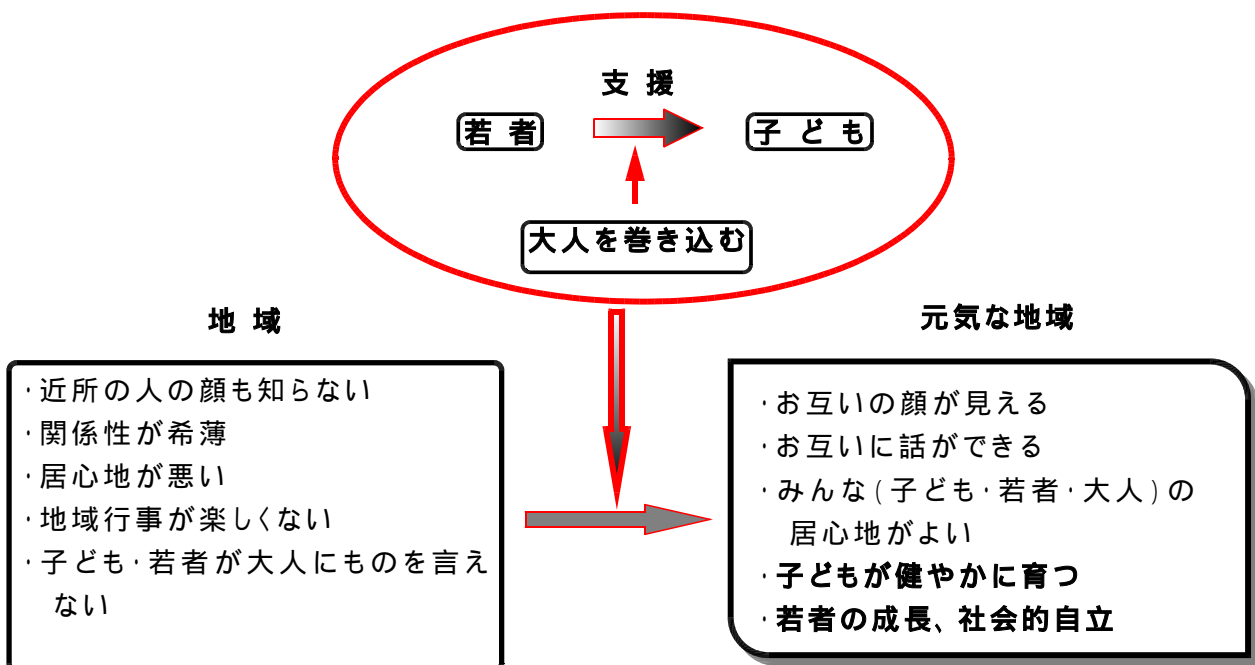 支 援
若 者
子 ど も
大人を巻き込む
地 域
・近所の人の顔も知らない
・関係性が希薄
・居心地が悪い
・地域行事が楽しくない
・子ども・若者が大人にものを言え
ない
元気な地域
・お互いの顔が見える
・お互いに話ができる
・みんな(子ども・若者・大人)の
居心地がよい
・子どもが健やかに育つ
・若者の成長、社会的自立